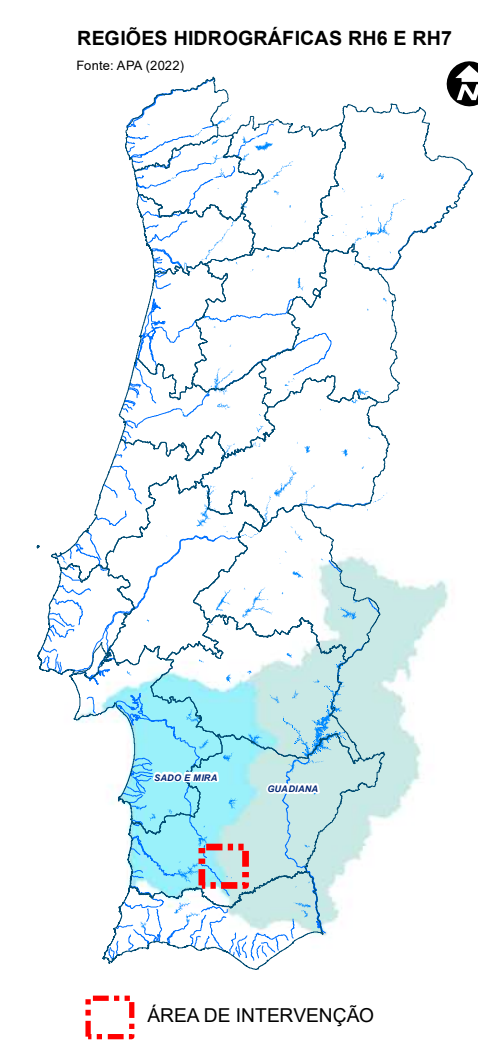 REGIÕES HIDROGRÁFICAS RH6 E RH7
Fonte: APA (2022)
N
SADO E MIRA
GUADIANA
ÁREA DE INTERVENÇÃO